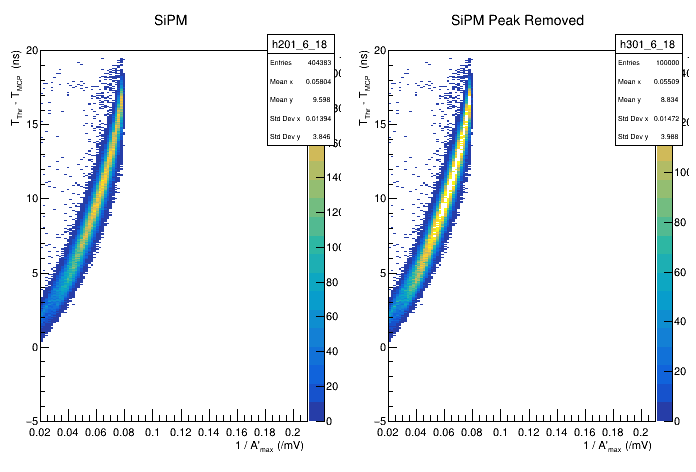 SiPM
h201_6_18
Entries 404383
Mean x 0.05804
Mean y 9.598
Std Dev x 0.01394
Std Dev y 3.846
T_Thr - T_MCP (ns)
20
15
10
5
0
−5
0.02 0.04 0.06 0.08 0.1 0.12 0.14 0.16 0.18 0.2
1 / A'_max (/mV)
140
120
100
80
60
40
20
0
SiPM Peak Removed
h301_6_18
Entries 100000
Mean x 0.05509
Mean y 8.834
Std Dev x 0.01472
Std Dev y 3.988
T_Thr - T_MCP (ns)
20
15
10
5
0
−5
0.02 0.04 0.06 0.08 0.1 0.12 0.14 0.16 0.18 0.2
1 / A'_max (/mV)
100
80
60
40
20
0